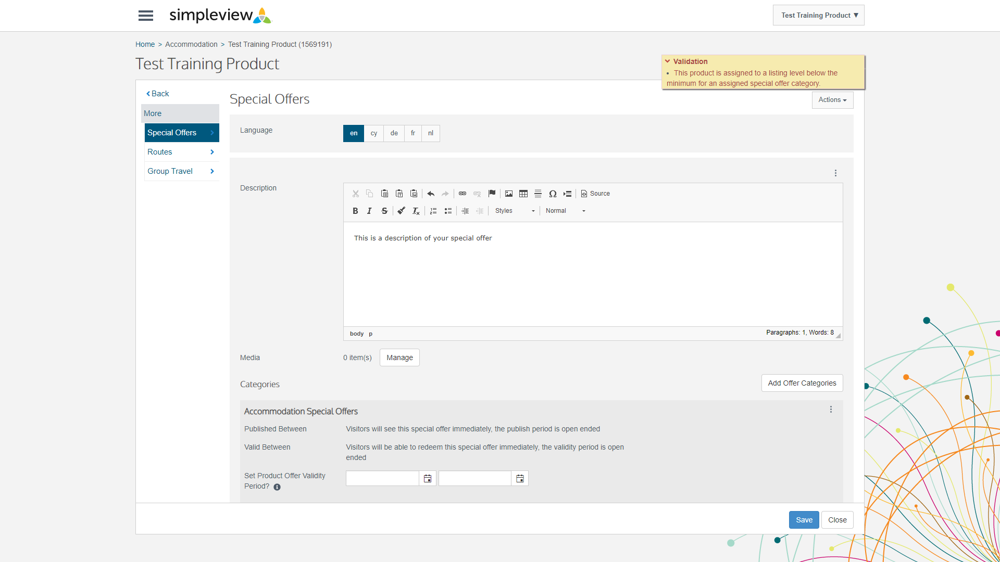 simpleview
Test Training Product ▼
Home > Accommodation > Test Training Product (1569191)
Test Training Product
Validation
• This product is assigned to a listing level below the
minimum for an assigned special offer category.
Back
More
Special Offers
Routes
Group Travel
Special Offers
Actions
Language
en cy de fr nl
Description
Source
B I S Styles Normal
This is a description of your special offer
body p
Paragraphs: 1, Words: 8
Media
0 item(s)
Manage
Categories
Add Offer Categories
Accommodation Special Offers
Published Between
Visitors will see this special offer immediately, the publish period is open ended
Valid Between
Visitors will be able to redeem this special offer immediately, the validity period is open
ended
Set Product Offer Validity
Period?
Save
Close